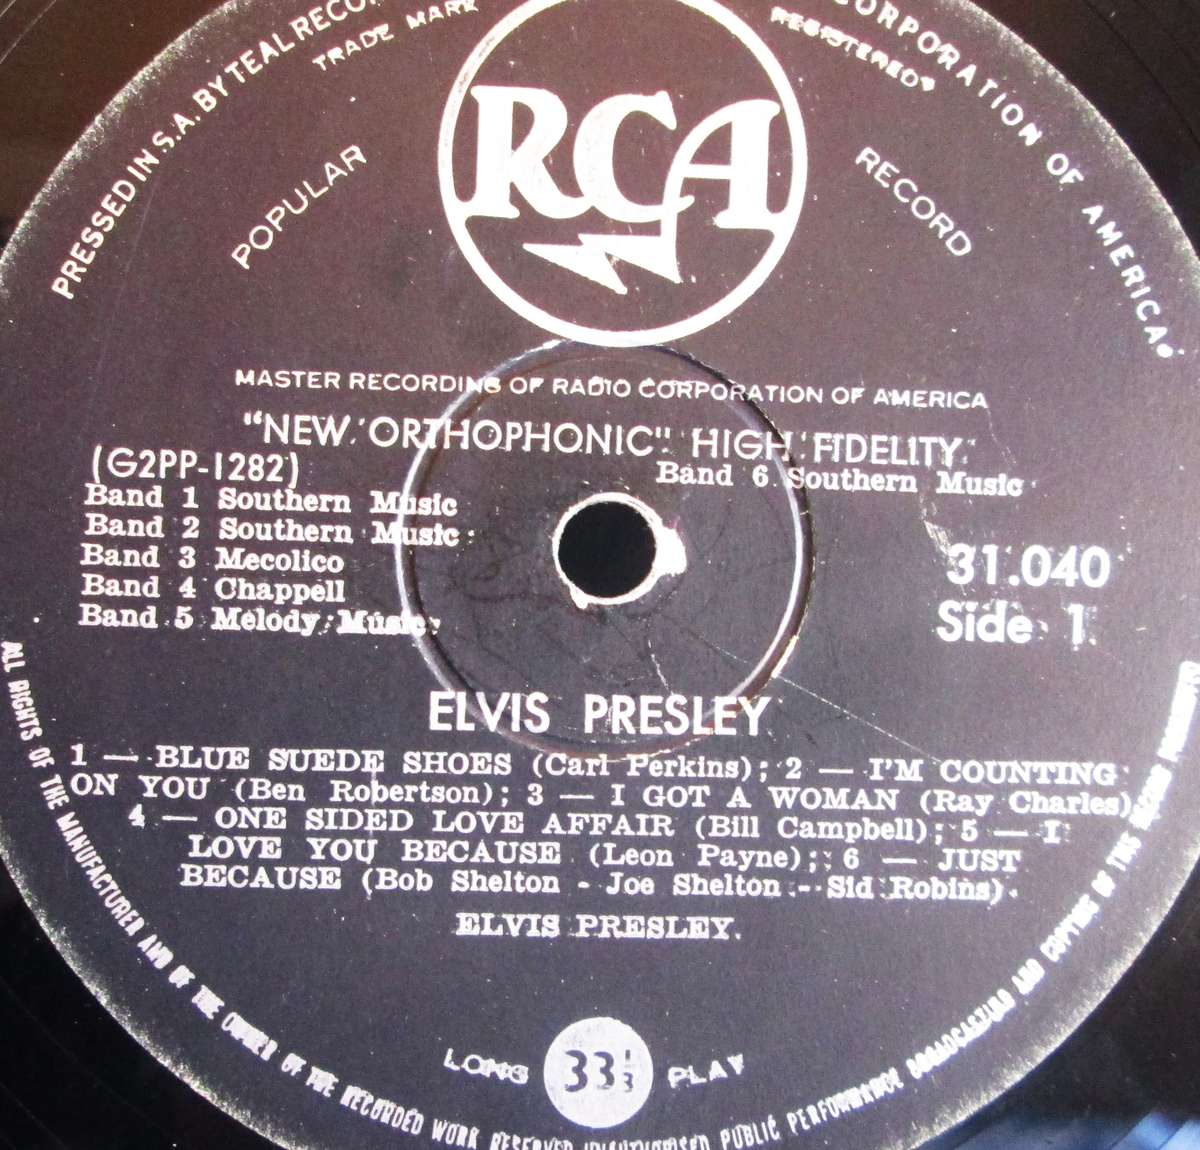 PRESSED IN S.A. BY TEAL RECO
CORPORATION OF AMERICA.
TRADE MARK
REGISTERED
POPULAR
RECORD
RCA
MASTER RECORDING OF RADIO CORPORATION OF AMERICA
"NEW ORTHOPHONIC" HIGH FIDELITY
(G2PP-1282)
Band 6 Southern Music
Band 1 Southern Music
Band 2 Southern Music
Band 3 Mecolico
Band 4 Chappell
Band 5 Melody Music
31.040
Side 1
ELVIS PRESLEY
1 — BLUE SUEDE SHOES (Carl Perkins); 2 — I'M COUNTING
ON YOU (Ben Robertson); 3 — I GOT A WOMAN (Ray Charles)
4 — ONE SIDED LOVE AFFAIR (Bill Campbell); 5 — I
LOVE YOU BECAUSE (Leon Payne); 6 — JUST
BECAUSE (Bob Shelton - Joe Shelton - Sid Robins).
ELVIS PRESLEY.
LONG 33 1/3 PLAY
ALL RIGHTS OF THE MANUFACTURER AND OF THE OWNER OF THE RECORDED WORK RESERVED UNAUTHORISED PUBLIC PERFORMANCE BROADCASTING AND COPYING OF THIS RECORD PROHIBITED